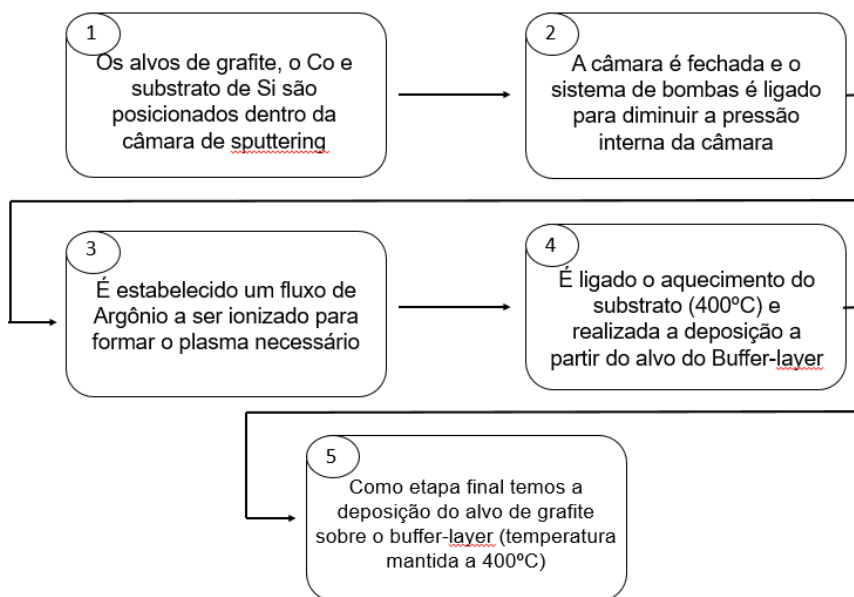 1
Os alvos de grafite, o Co e
substrato de Si são
posicionados dentro da
câmara de sputtering
2
A câmara é fechada e o
sistema de bombas é ligado
para diminuir a pressão
interna da câmara
3
É estabelecido um fluxo de
Argônio a ser ionizado para
formar o plasma necessário
4
É ligado o aquecimento do
substrato (400ºC) e
realizada a deposição a
partir do alvo do Buffer-layer
5
Como etapa final temos a
deposição do alvo de grafite
sobre o buffer-layer (temperatura
mantida a 400ºC)